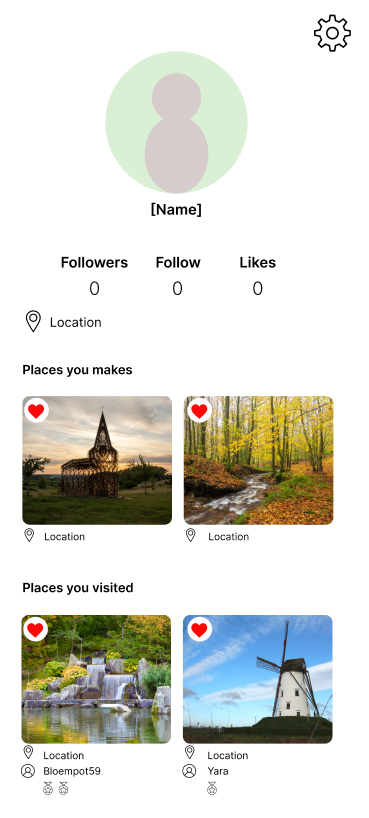 [Name]
Followers Follow Likes
0 0 0
Location
Places you makes
Location Location
Places you visited
Location Location
Bloempot59 Yara